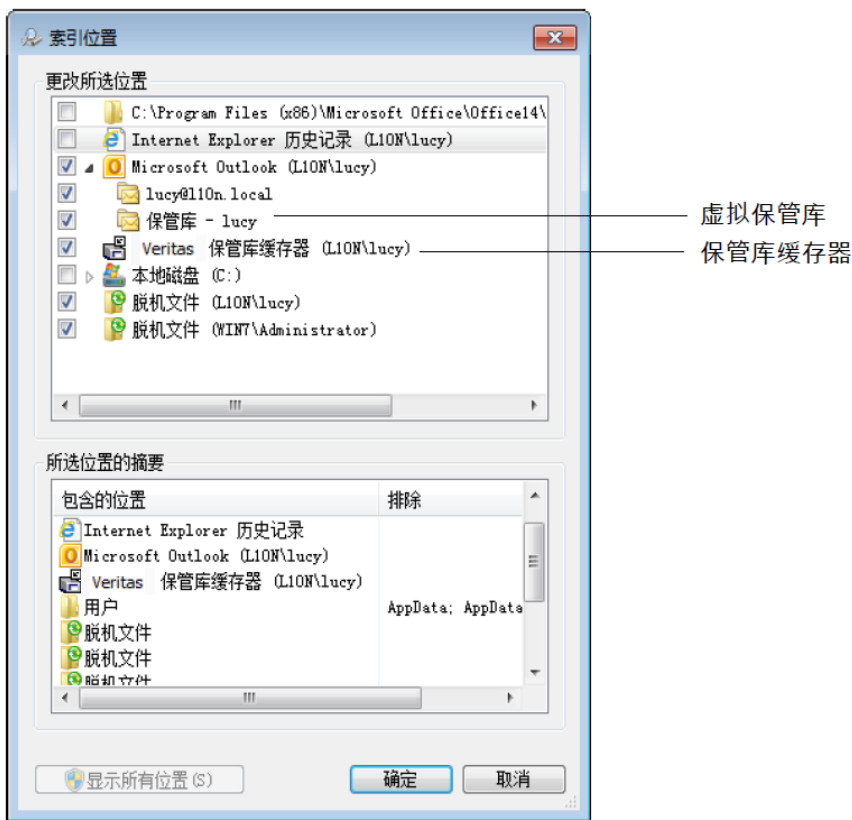 索引位置
更改所选位置
C:\Program Files (x86)\Microsoft Office\Office14\
Internet Explorer 历史记录 (L10N\lucy)
Microsoft Outlook (L10N\lucy)
lucy@l10n.local
保管库 - lucy
虚拟保管库
Veritas 保管库缓存器 (L10N\lucy)
保管库缓存器
本地磁盘 (C:)
脱机文件 (L10N\lucy)
脱机文件 (WIN7\Administrator)
所选位置的摘要
包含的位置 排除
Internet Explorer 历史记录
Microsoft Outlook (L10N\lucy)
Veritas 保管库缓存器 (L10N\lucy)
用户 AppData; AppData
脱机文件
脱机文件
脱机文件
显示所有位置(S) 确定 取消